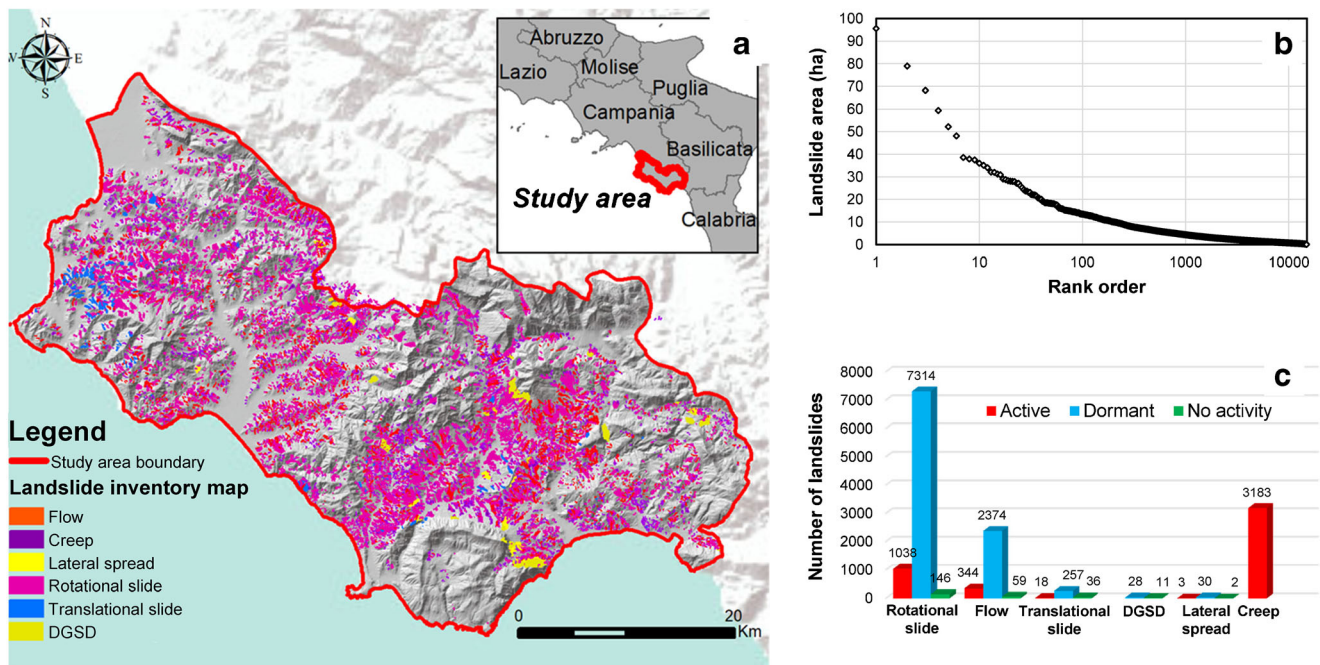 N
W
E
S
a
Abruzzo
Lazio
Molise
Puglia
Campania
Basilicata
Study area
Calabria
Legend
Study area boundary
Landslide inventory map
Flow
Creep
Lateral spread
Rotational slide
Translational slide
DGSD
0 20
Km
b
Landslide area (ha)
100
90
80
70
60
50
40
30
20
10
0
1 10 100 1000 10000
Rank order
c
Number of landslides
8000
7000
6000
5000
4000
3000
2000
1000
0
Active Dormant No activity
7314
1038
146
2374
344
59
18
257
36
28
11
3
30
2
3183
Rotational
slide
Flow
Translational
slide
DGSD
Lateral
spread
Creep